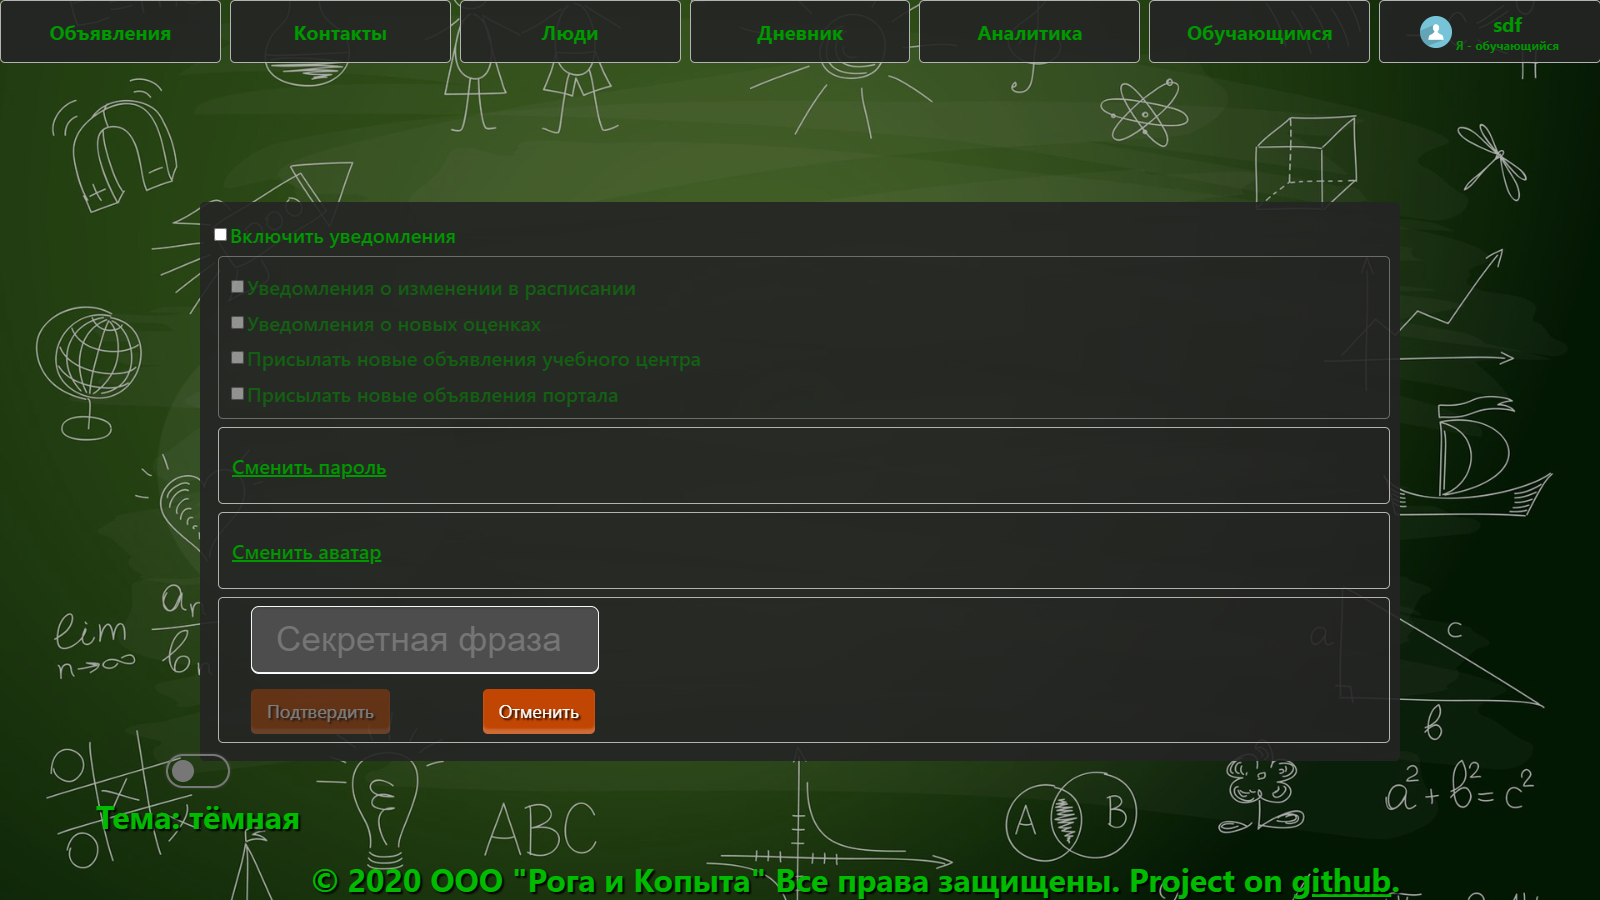 Объявления
Контакты
Люди
Дневник
Аналитика
Обучающимся
sdf
Я - обучающийся
Включить уведомления
Уведомления о изменении в расписании
Уведомления о новых оценках
Присылать новые объявления учебного центра
Присылать новые объявления портала
Сменить пароль
Сменить аватар
Секретная фраза
Подтвердить
Отменить
lim
n→∞
aₙ
bₙ
a
c
b
Тема: тёмная
ABC
A
B
a²+b²=c²
© 2020 ООО "Рога и Копыта" Все права защищены. Project on github.